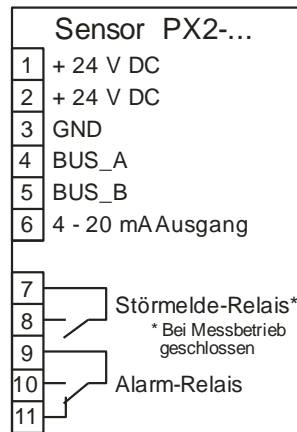 Sensor PX2-...
1 + 24 V DC
2 + 24 V DC
3 GND
4 BUS_A
5 BUS_B
6 4 - 20 mA Ausgang
7
Störmelde-Relais*
8
* Bei Messbetrieb
geschlossen
9
10 Alarm-Relais
11